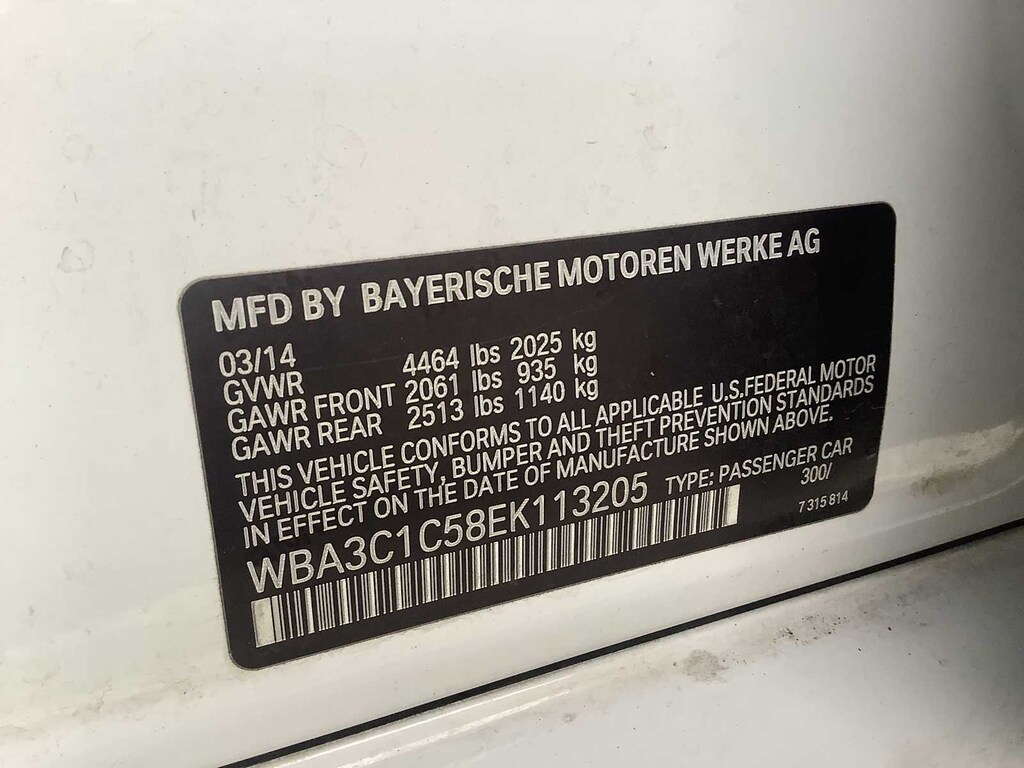 MFD BY BAYERISCHE MOTOREN WERKE AG
03/14
GVWR 4464 lbs 2025 kg
GAWR FRONT 2061 lbs 935 kg
GAWR REAR 2513 lbs 1140 kg
THIS VEHICLE CONFORMS TO ALL APPLICABLE U.S.FEDERAL MOTOR
VEHICLE SAFETY, BUMPER AND THEFT PREVENTION STANDARDS
IN EFFECT ON THE DATE OF MANUFACTURE SHOWN ABOVE.
WBA3C1C58EK113205 TYPE: PASSENGER CAR
300/
7 315 814